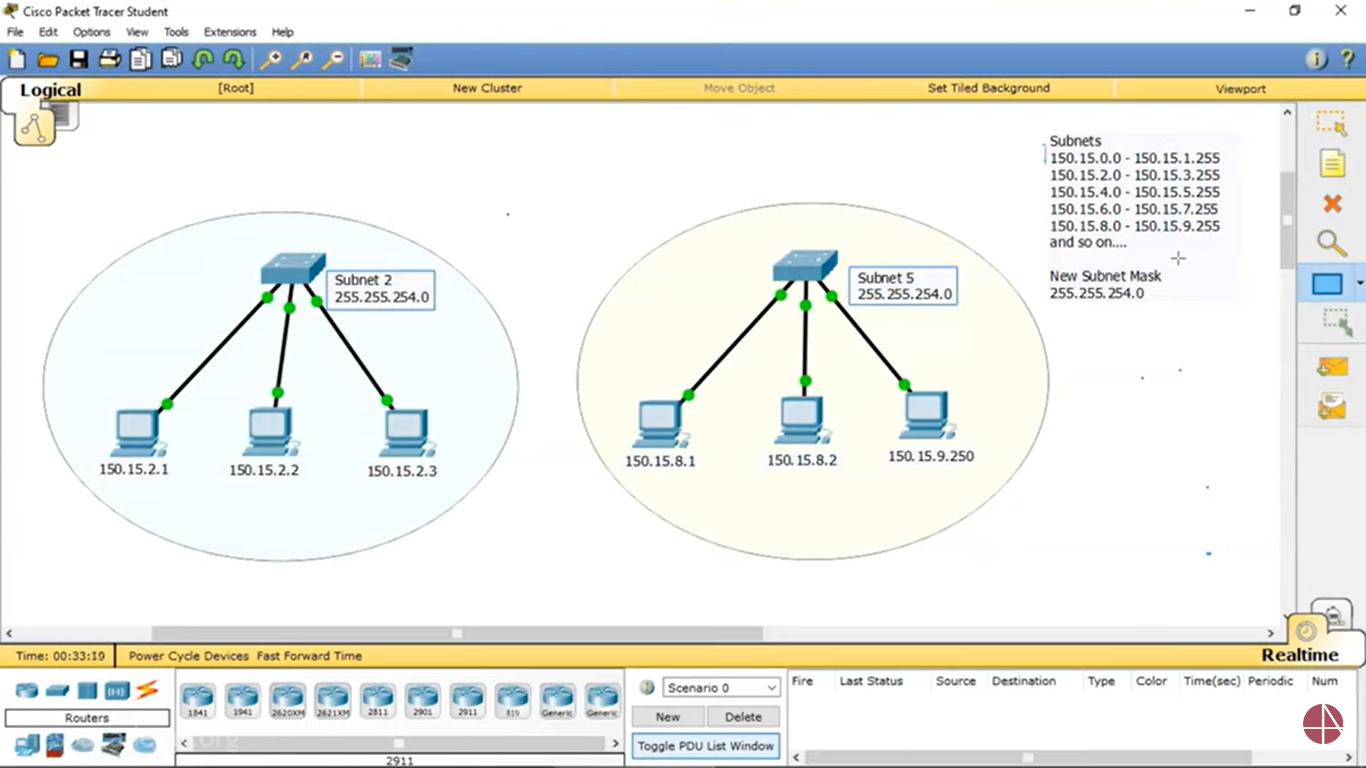 Cisco Packet Tracer Student
File Edit Options View Tools Extensions Help
Logical [Root] New Cluster Move Object Set Tiled Background Viewport
Subnets
150.15.0.0 - 150.15.1.255
150.15.2.0 - 150.15.3.255
150.15.4.0 - 150.15.5.255
150.15.6.0 - 150.15.7.255
150.15.8.0 - 150.15.9.255
and so on....
New Subnet Mask
255.255.254.0
Subnet 2
255.255.254.0
Subnet 5
255.255.254.0
150.15.2.1
150.15.2.2
150.15.2.3
150.15.8.1
150.15.8.2
150.15.9.250
Time: 00:33:19 Power Cycle Devices Fast Forward Time
Realtime
Routers
1841 1941 2620XM 2621XM 2811 2901 2911 819 Generic Generic
2911
Scenario 0
New Delete
Toggle PDU List Window
Fire Last Status Source Destination Type Color Time(sec) Periodic Num